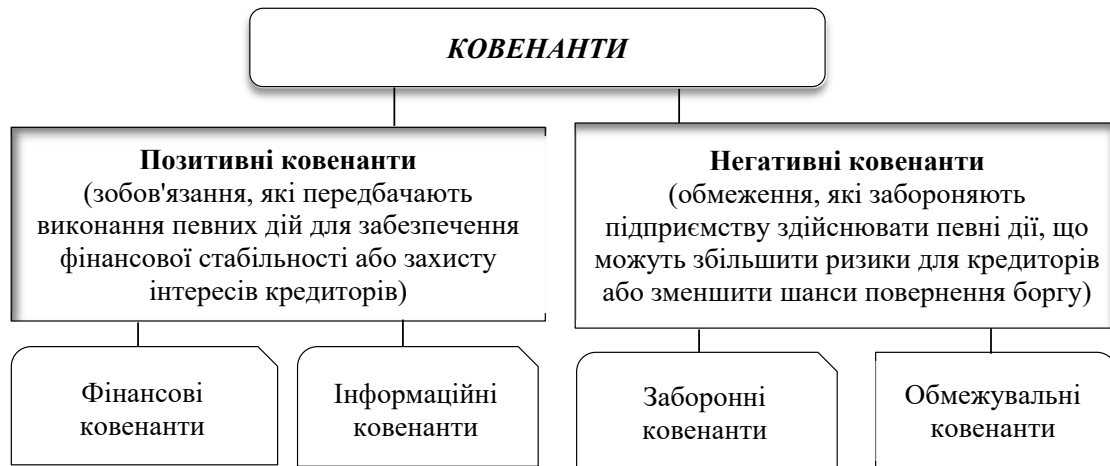 КОВЕНАНТИ
Позитивні ковенанти
(зобов'язання, які передбачають
виконання певних дій для забезпечення
фінансової стабільності або захисту
інтересів кредиторів)
Негативні ковенанти
(обмеження, які забороняють
підприємству здійснювати певні дії, що
можуть збільшити ризики для кредиторів
або зменшити шанси повернення боргу)
Фінансові
ковенанти
Інформаційні
ковенанти
Заборонні
ковенанти
Обмежувальні
ковенанти